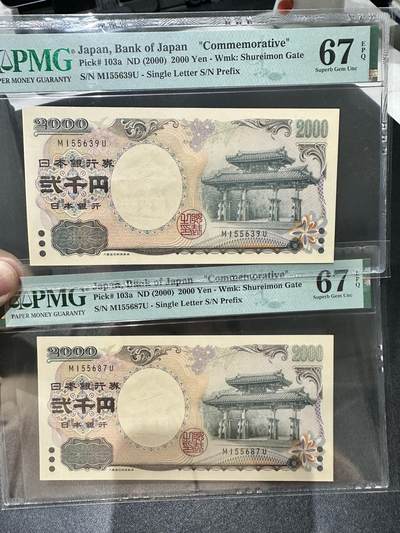 PMG
PAPER MONEY GUARANTY
Japan, Bank of Japan "Commemorative"
Pick# 103a ND (2000) 2000 Yen - Wmk: Shureimon Gate
S/N M155639U - Single Letter S/N Prefix
67 EPQ
Superb Gem Unc
2000
2000
M155639U
日本銀行券
弐千円
日本銀行
M155639U
PMG
PAPER MONEY GUARANTY
Japan, Bank of Japan "Commemorative"
Pick# 103a ND (2000) 2000 Yen - Wmk: Shureimon Gate
S/N M155687U - Single Letter S/N Prefix
67 EPQ
Superb Gem Unc
2000
2000
M155687U
日本銀行券
弐千円
日本銀行
M155687U